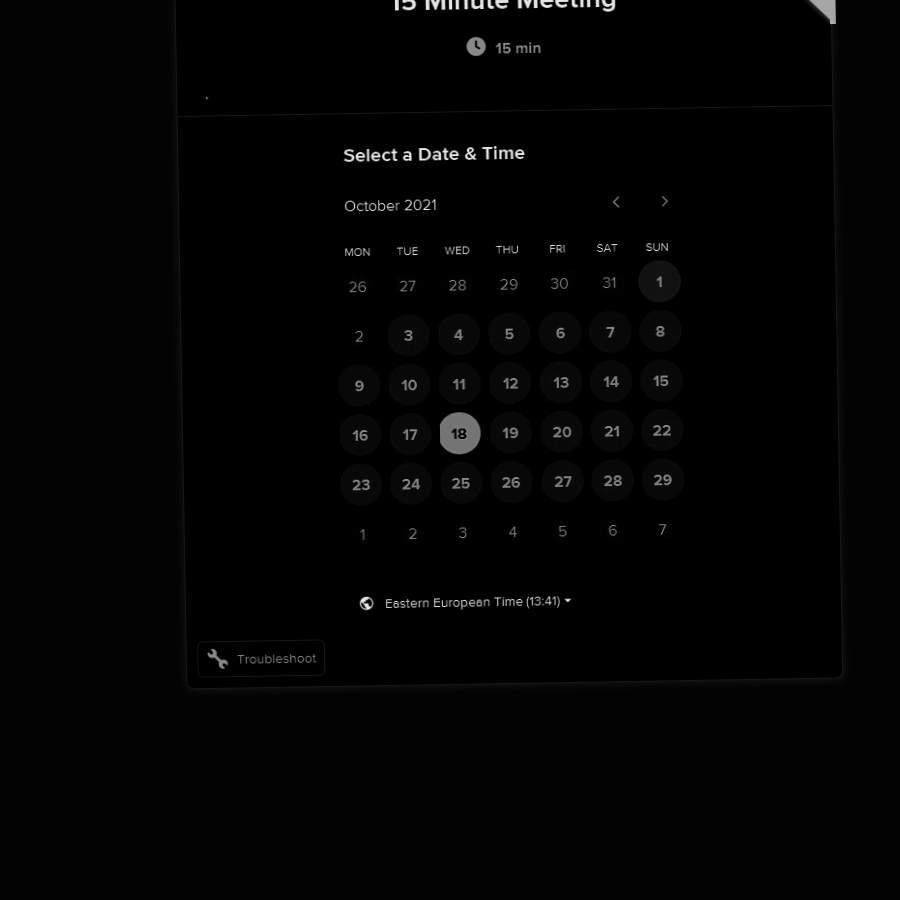 15 Minute Meeting
15 min
Select a Date & Time
October 2021
MON TUE WED THU FRI SAT SUN
26 27 28 29 30 31 1
2 3 4 5 6 7 8
9 10 11 12 13 14 15
16 17 18 19 20 21 22
23 24 25 26 27 28 29
1 2 3 4 5 6 7
Eastern European Time (13:41)
Troubleshoot